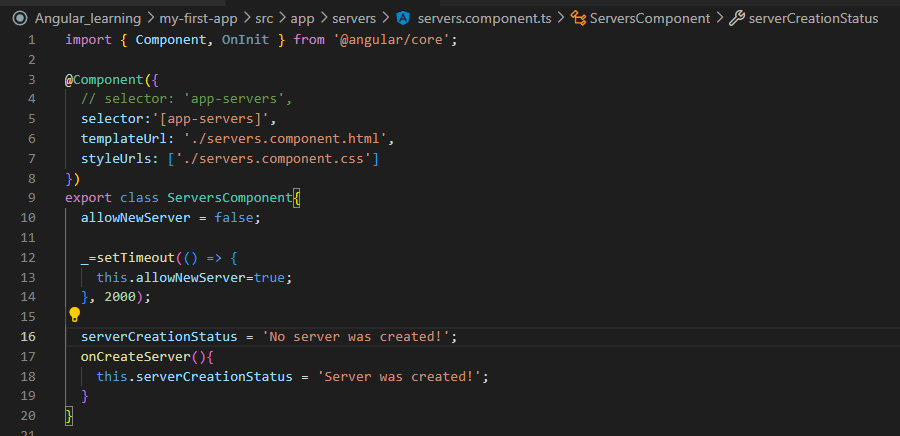 Angular_learning > my-first-app > src > app > servers > servers.component.ts > ServersComponent > serverCreationStatus
1 import { Component, OnInit } from '@angular/core';
2
3 @Component({
4 // selector: 'app-servers',
5 selector:'[app-servers]',
6 templateUrl: './servers.component.html',
7 styleUrls: ['./servers.component.css']
8 })
9 export class ServersComponent{
10 allowNewServer = false;
11
12 _=setTimeout(() => {
13 this.allowNewServer=true;
14 }, 2000);
15
16 serverCreationStatus = 'No server was created!';
17 onCreateServer(){
18 this.serverCreationStatus = 'Server was created!';
19 }
20 }
21